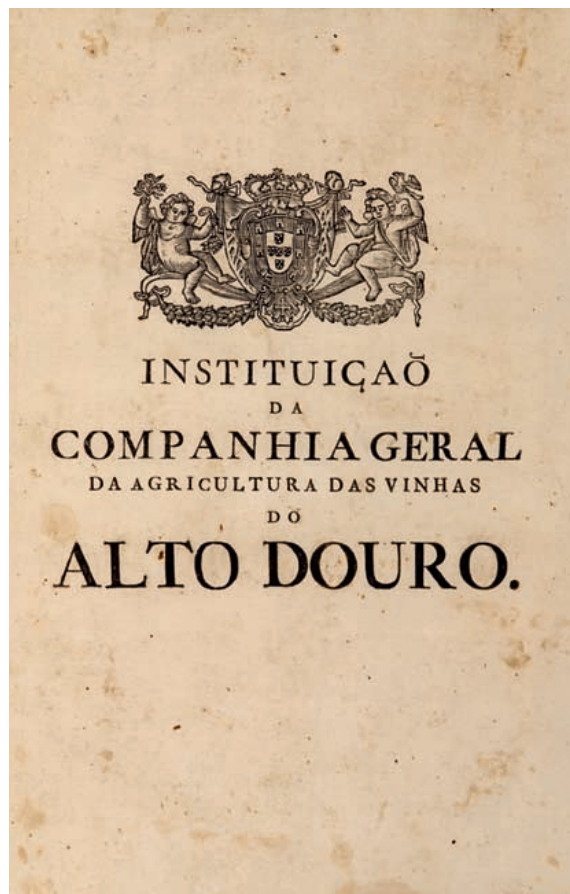 INSTITUIÇAÕ
DA
COMPANHIA GERAL
DA AGRICULTURA DAS VINHAS
DO
ALTO DOURO.